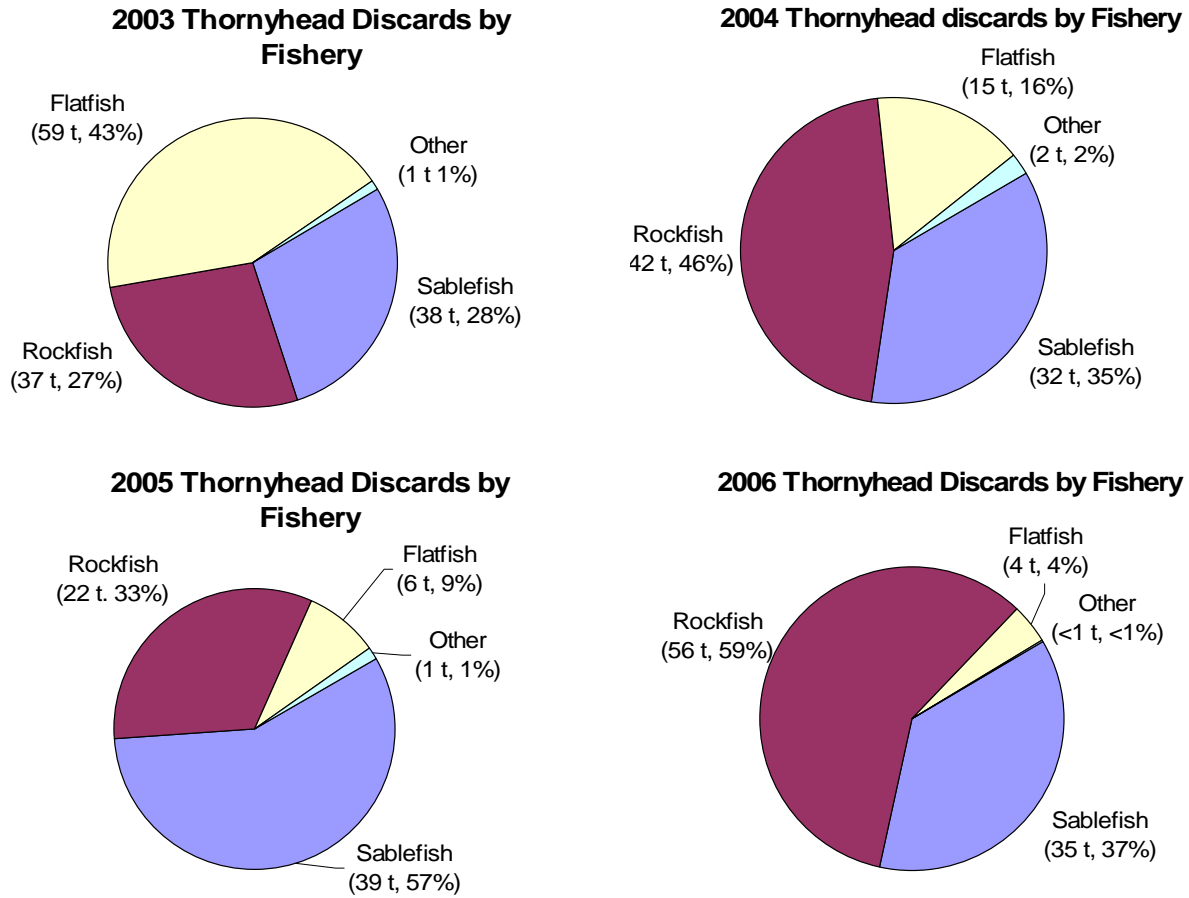 2003 Thornyhead Discards by
Fishery
Flatfish
(59 t, 43%)
Other
(1 t 1%)
Sablefish
(38 t, 28%)
Rockfish
(37 t, 27%)
2004 Thornyhead discards by Fishery
Flatfish
(15 t, 16%)
Other
(2 t, 2%)
Rockfish
42 t, 46%)
Sablefish
(32 t, 35%)
2005 Thornyhead Discards by
Fishery
Rockfish
(22 t. 33%)
Flatfish
(6 t, 9%)
Other
(1 t, 1%)
Sablefish
(39 t, 57%)
2006 Thornyhead Discards by Fishery
Flatfish
(4 t, 4%)
Other
(<1 t, <1%)
Rockfish
(56 t, 59%)
Sablefish
(35 t, 37%)